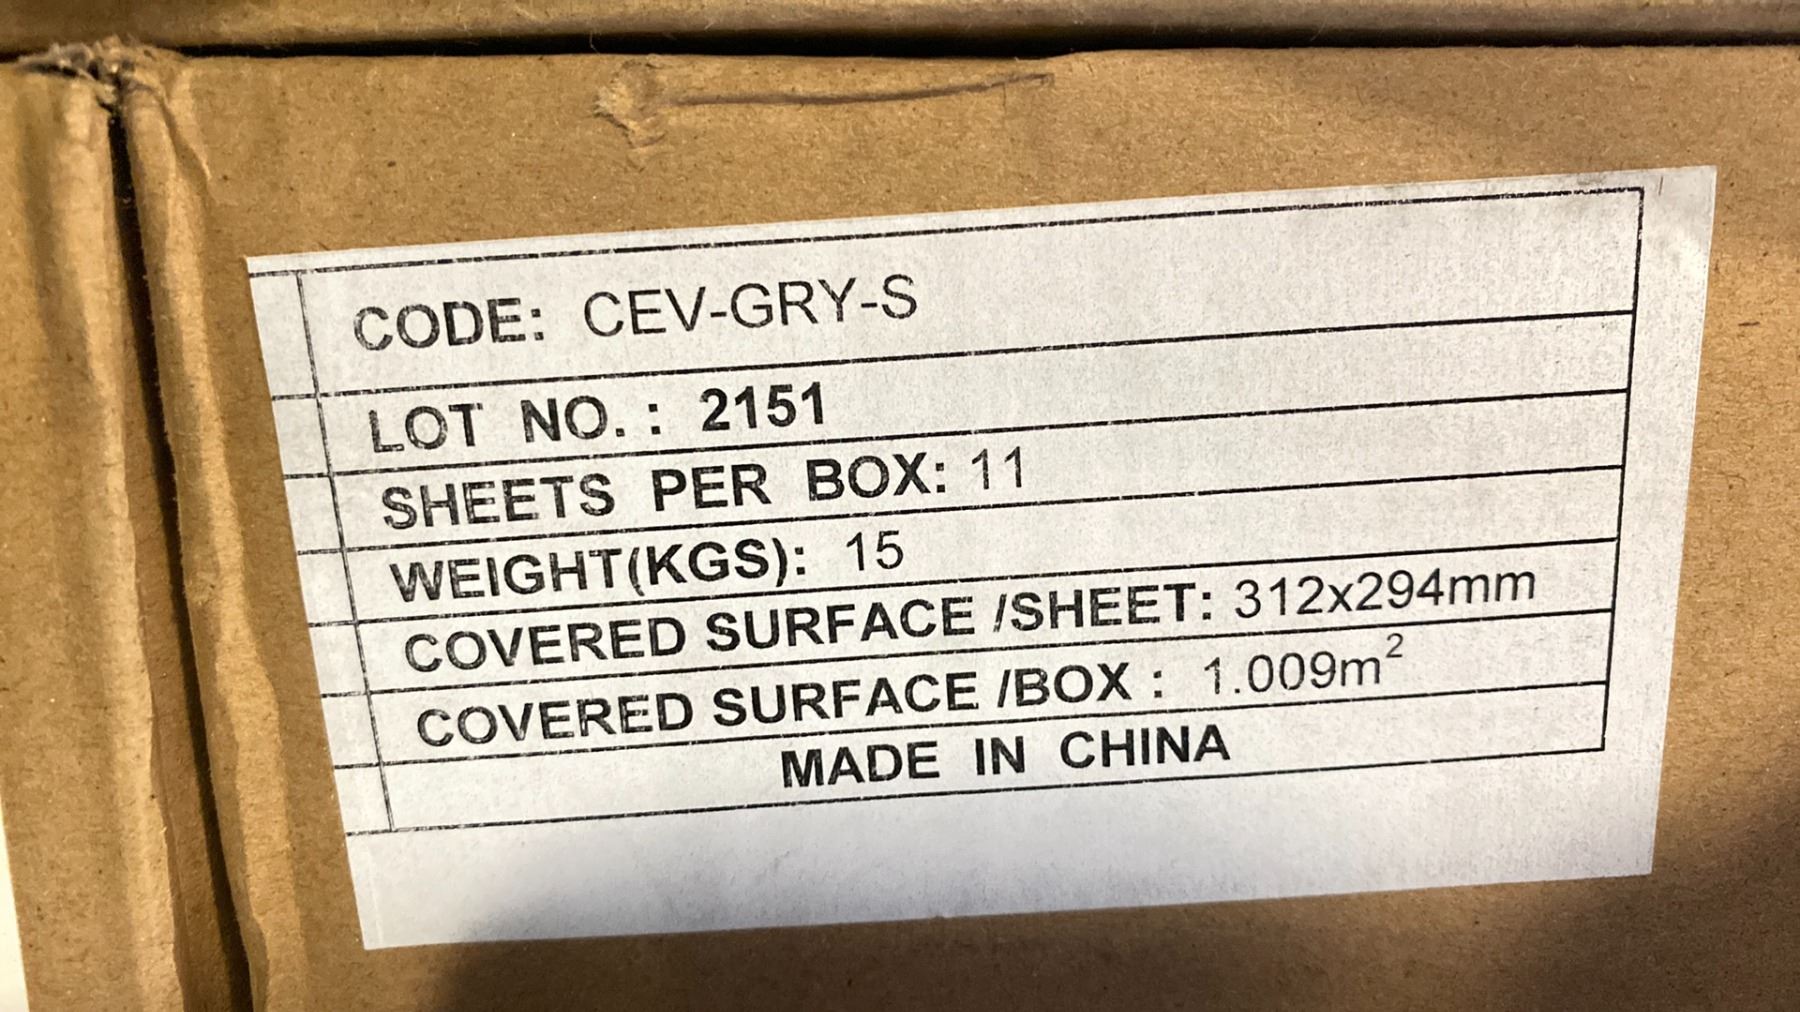 CODE: CEV-GRY-S
LOT NO. : 2151
SHEETS PER BOX: 11
WEIGHT(KGS): 15
COVERED SURFACE /SHEET: 312x294mm
COVERED SURFACE /BOX : 1.009m²
MADE IN CHINA